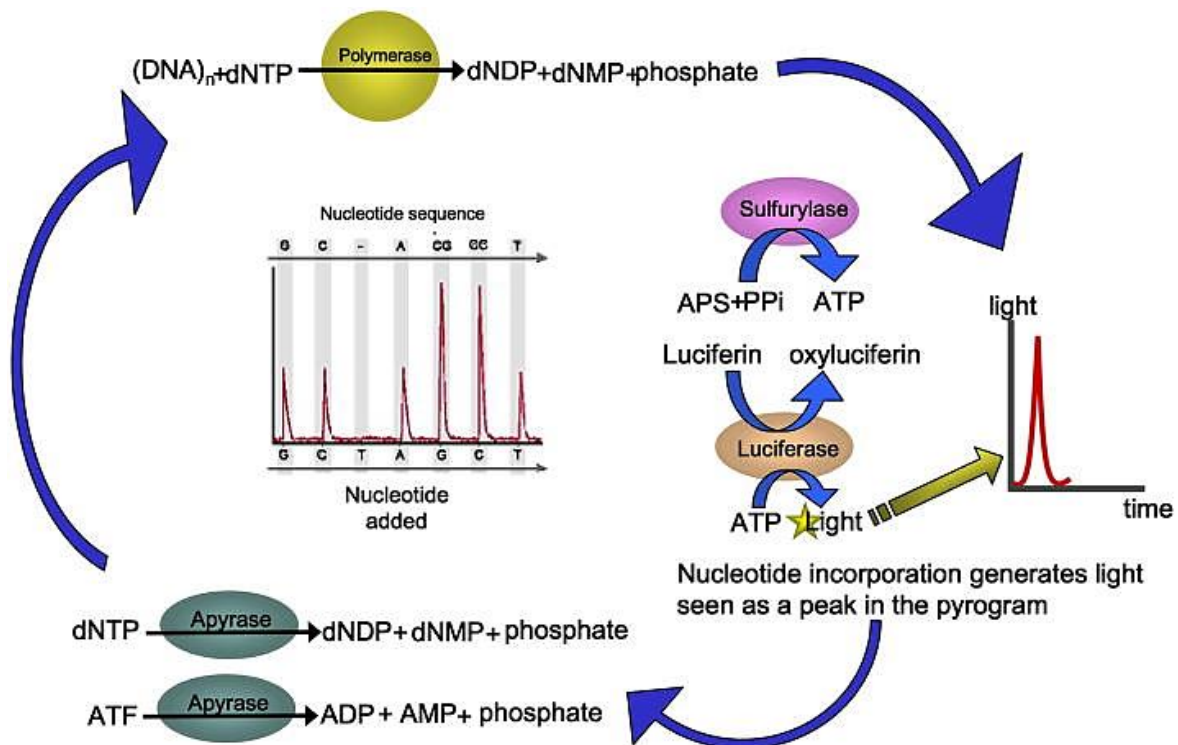 Polymerase
(DNA)n+dNTP dNDP+dNMP+phosphate
Nucleotide sequence
G C - A CG GC T
G C T A G C T
Nucleotide
added
Sulfurylase
APS+PPi ATP
Luciferin oxyluciferin
Luciferase
ATP Light
light
time
Nucleotide incorporation generates light
seen as a peak in the pyrogram
dNTP Apyrase dNDP+ dNMP+ phosphate
ATF Apyrase ADP+ AMP+ phosphate